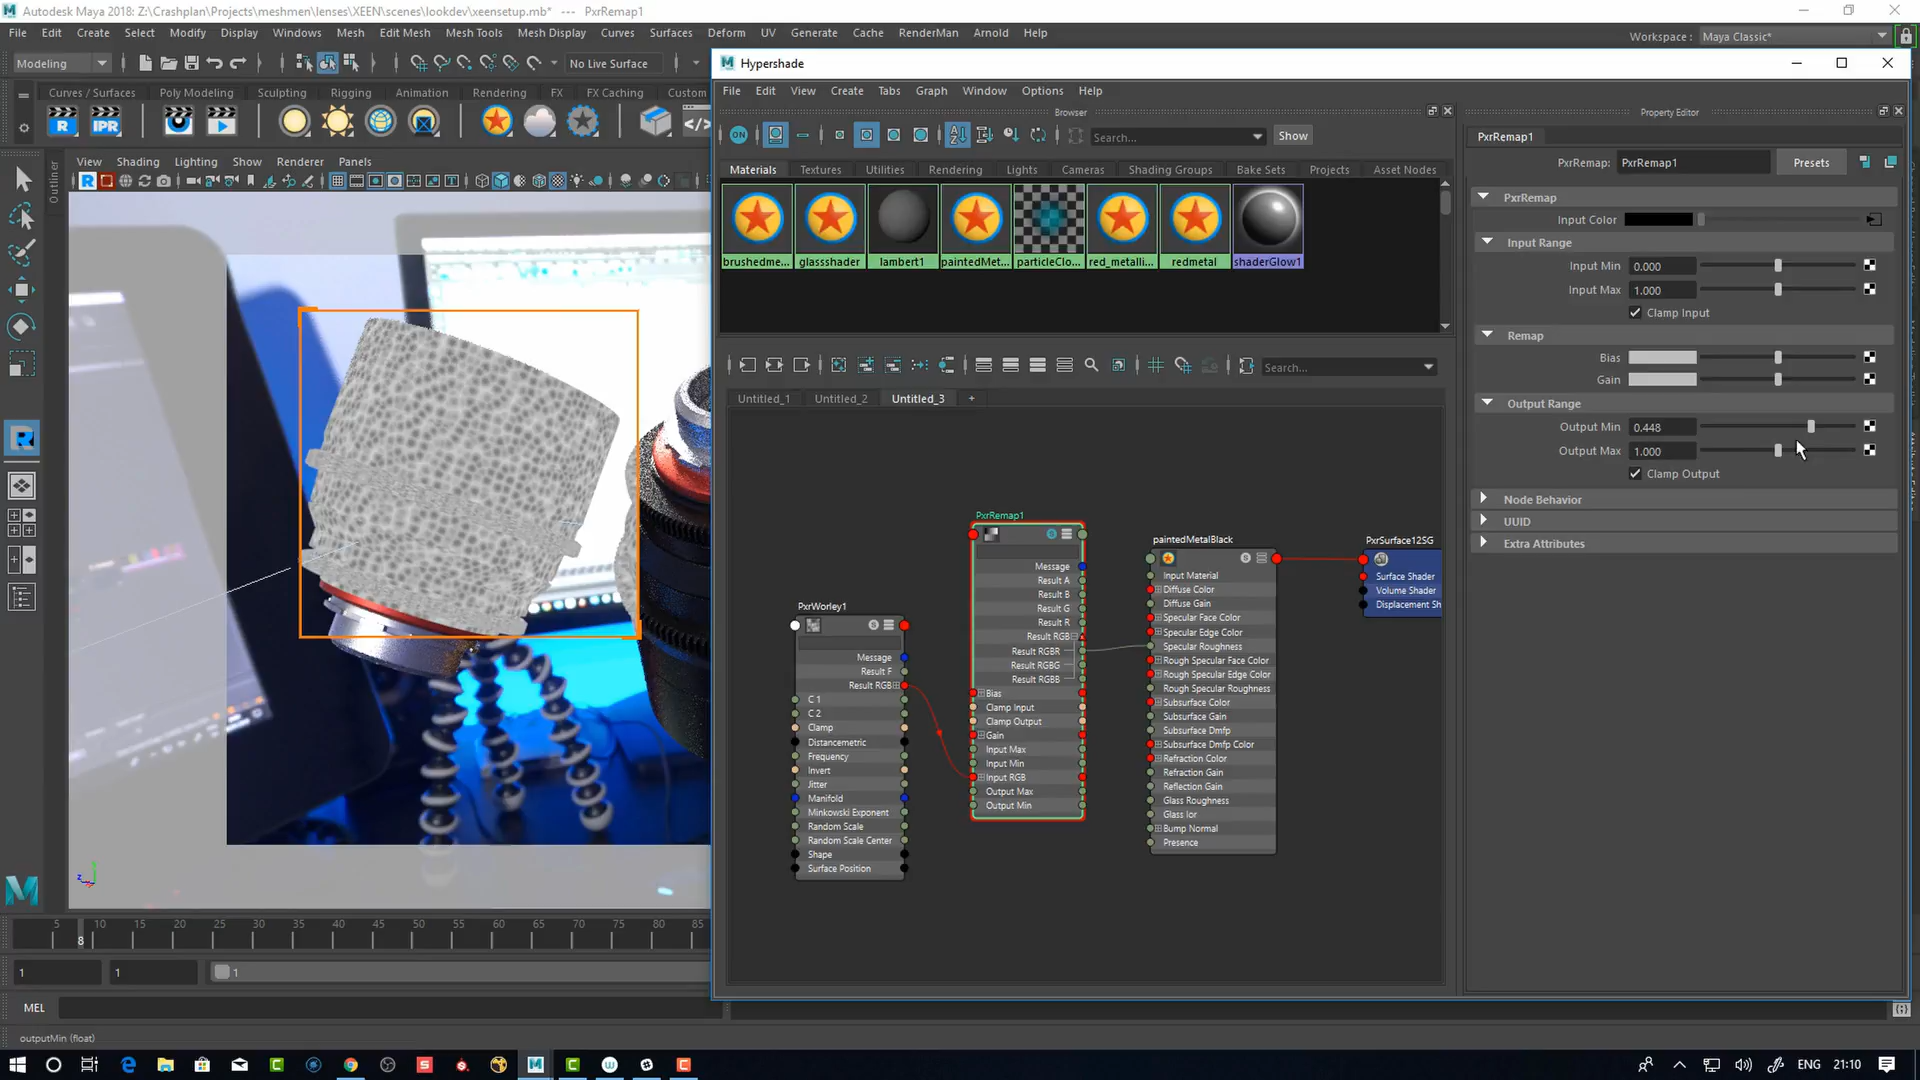 Autodesk Maya 2018: Z:\Crashplan\Projects\meshmen\lenses\XEEN\scenes\lookdev\xeensetup.mb* --- PxrRemap1
File Edit Create Select Modify Display Windows Mesh Edit Mesh Mesh Tools Mesh Display Curves Surfaces Deform UV Generate Cache RenderMan Arnold Help
Workspace : Maya Classic*
Modeling
No Live Surface
Hypershade
File Edit View Create Tabs Graph Window Options Help
Curves / Surfaces Poly Modeling Sculpting Rigging Animation Rendering FX FX Caching Custom
Browser
Property Editor
R IPR
ON
Search...
Show
PxrRemap1
View Shading Lighting Show Renderer Panels
Materials Textures Utilities Rendering Lights Cameras Shading Groups Bake Sets Projects Asset Nodes
PxrRemap: PxrRemap1 Presets
Outliner
brushedme... glassshader lambert1 paintedMet... particleClo... red_metalli... redmetal shaderGlow1
PxrRemap
Input Color
Input Range
Input Min 0.000
Input Max 1.000
Clamp Input
Remap
Bias
Gain
Output Range
Output Min 0.448
Output Max 1.000
Clamp Output
Node Behavior
UUID
Extra Attributes
Search...
Untitled_1 Untitled_2 Untitled_3 +
PxrRemap1
Message
Result A
Result B
Result G
Result R
Result RGB
Result RGBR
Result RGBG
Result RGBB
Bias
Clamp Input
Clamp Output
Gain
Input Max
Input Min
Input RGB
Output Max
Output Min
paintedMetalBlack
Input Material
Diffuse Color
Diffuse Gain
Specular Face Color
Specular Edge Color
Specular Roughness
Rough Specular Face Color
Rough Specular Edge Color
Rough Specular Roughness
Subsurface Color
Subsurface Gain
Subsurface Dmfp
Subsurface Dmfp Color
Refraction Color
Refraction Gain
Reflection Gain
Glass Roughness
Glass Ior
Bump Normal
Presence
PxrSurface12SG
Surface Shader
Volume Shader
Displacement Sh
PxrWorley1
Message
Result F
Result RGB
C 1
C 2
Clamp
Distancemetric
Frequency
Invert
Jitter
Manifold
Minkowski Exponent
Random Scale
Random Scale Center
Shape
Surface Position
5 10 15 20 25 30 35 40 45 50 55 60 65 70 75 80 85
8
1 1 1
MEL
outputMin (float)
ENG 21:10